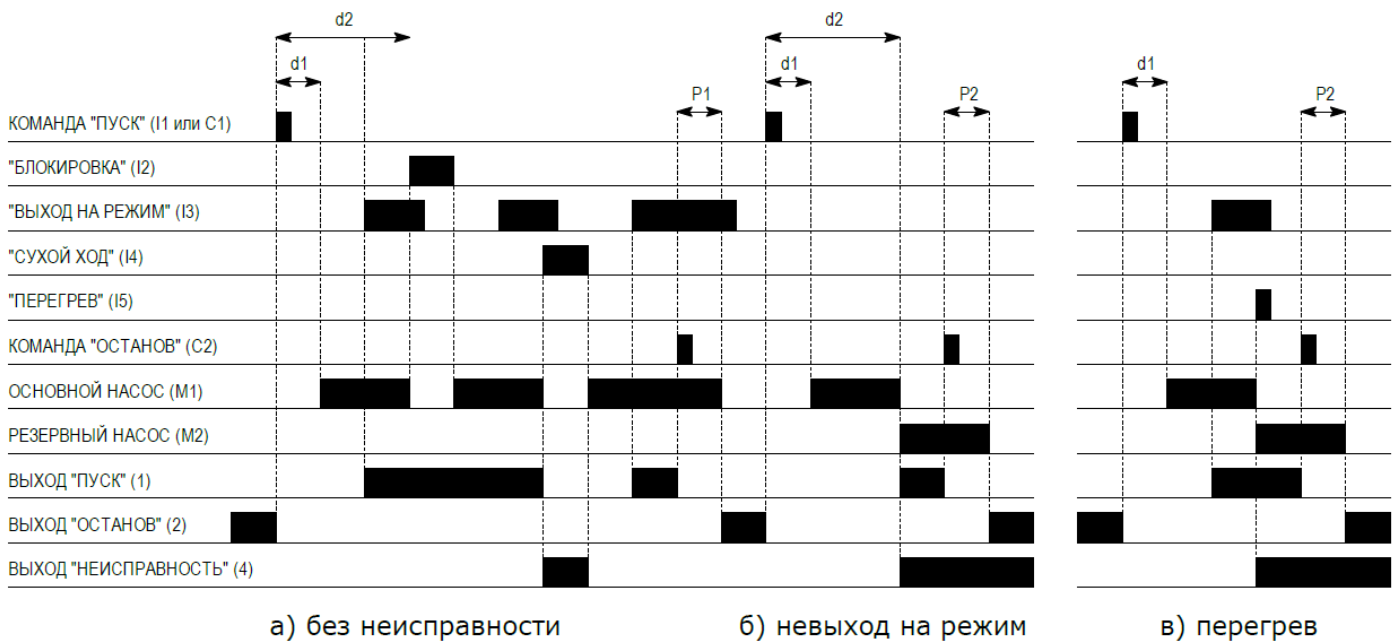 d2 d2
d1 d1 d1
P1 P2 P2
КОМАНДА "ПУСК" (I1 или C1)
"БЛОКИРОВКА" (I2)
"ВЫХОД НА РЕЖИМ" (I3)
"СУХОЙ ХОД" (I4)
"ПЕРЕГРЕВ" (I5)
КОМАНДА "ОСТАНОВ" (C2)
ОСНОВНОЙ НАСОС (M1)
РЕЗЕРВНЫЙ НАСОС (M2)
ВЫХОД "ПУСК" (1)
ВЫХОД "ОСТАНОВ" (2)
ВЫХОД "НЕИСПРАВНОСТЬ" (4)
а) без неисправности б) невыход на режим в) перегрев